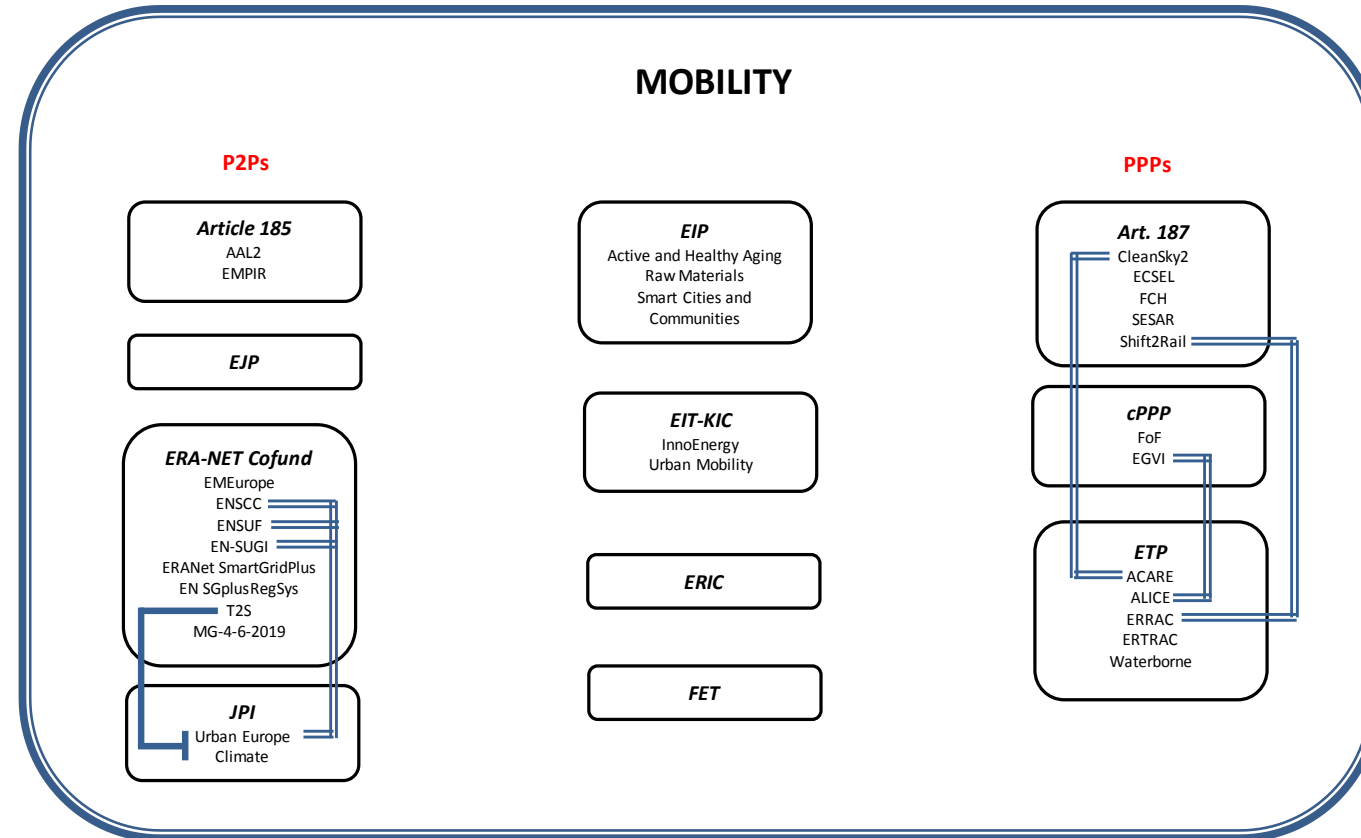 MOBILITY
P2Ps
Article 185
AAL2
EMPIR
EJP
ERA-NET Cofund
EMEurope
ENSCC
ENSUF
EN-SUGI
ERANet SmartGridPlus
EN SGplusRegSys
T2S
MG-4-6-2019
JPI
Urban Europe
Climate
EIP
Active and Healthy Aging
Raw Materials
Smart Cities and
Communities
EIT-KIC
InnoEnergy
Urban Mobility
ERIC
FET
PPPs
Art. 187
CleanSky2
ECSEL
FCH
SESAR
Shift2Rail
cPPP
FoF
EGVI
ETP
ACARE
ALICE
ERRAC
ERTRAC
Waterborne